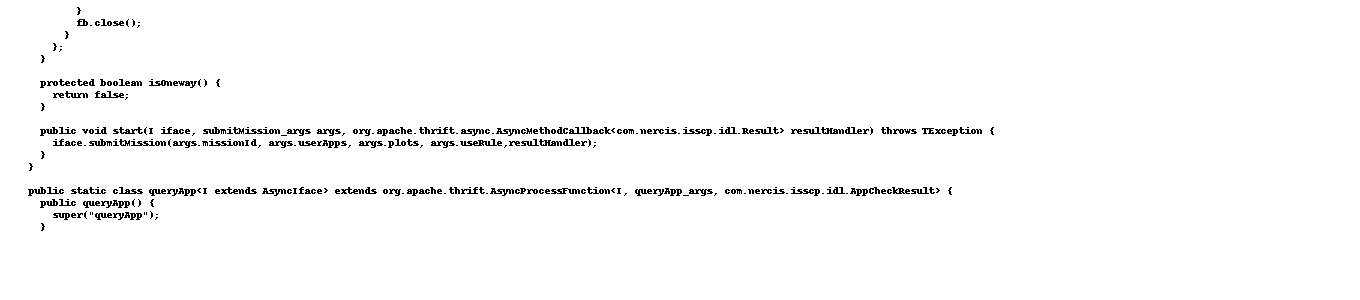 }
        fb.close();
      }
    };
  }

  protected boolean isOneway() {
    return false;
  }

  public void start(I iface, submitMission_args args, org.apache.thrift.async.AsyncMethodCallback<com.nercis.isscp.idl.Result> resultHandler) throws TException {
    iface.submitMission(args.missionId, args.userApps, args.plots, args.useRule,resultHandler);
  }
}

public static class queryApp<I extends AsyncIface> extends org.apache.thrift.AsyncProcessFunction<I, queryApp_args, com.nercis.isscp.idl.AppCheckResult> {
  public queryApp() {
    super("queryApp");
  }